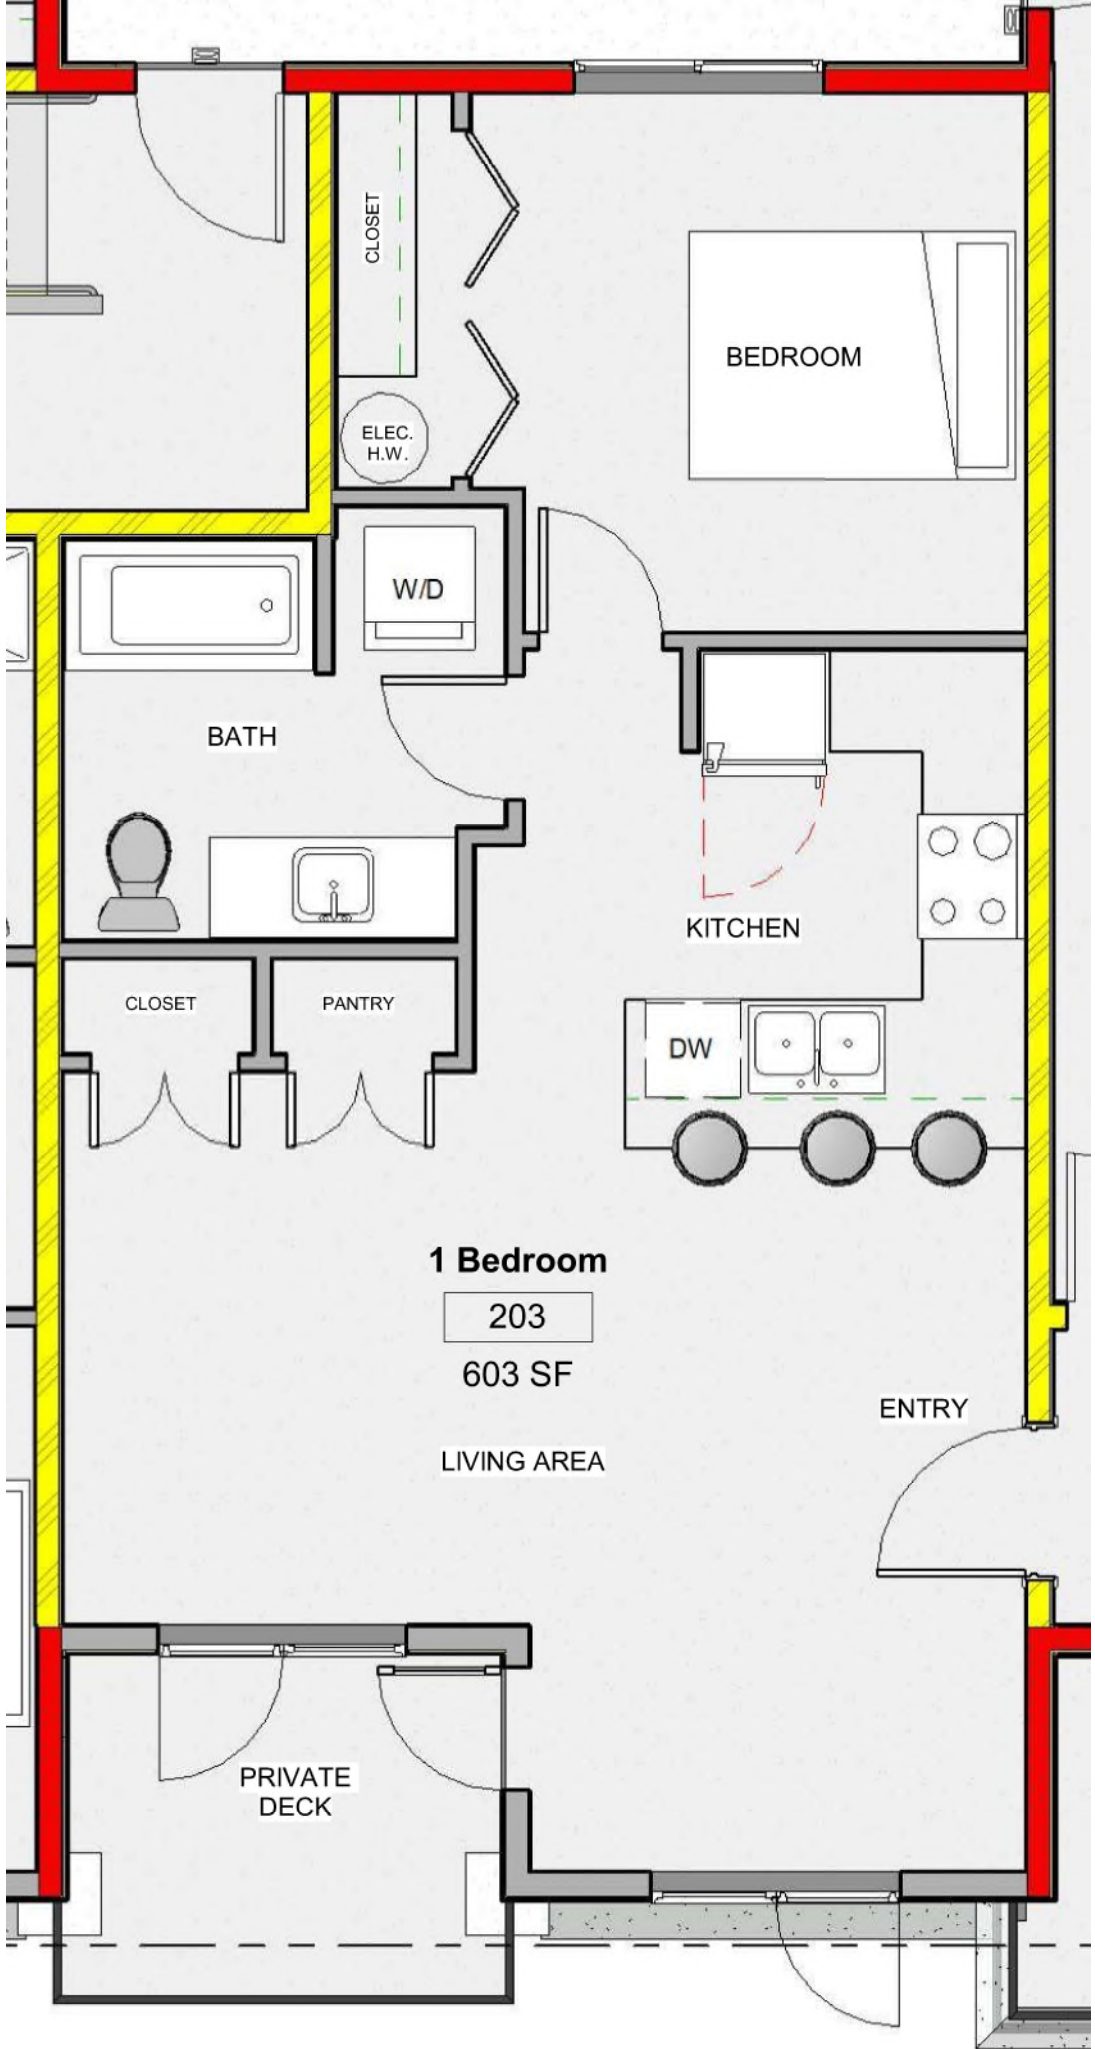 CLOSET
BEDROOM
ELEC.
H.W.
W/D
BATH
KITCHEN
CLOSET
PANTRY
DW
1 Bedroom
203
603 SF
ENTRY
LIVING AREA
PRIVATE
DECK